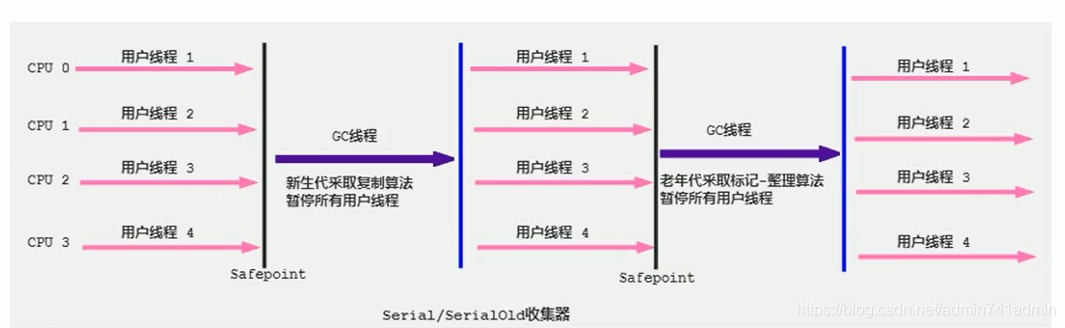 CPU 0 用户线程 1 用户线程 1 用户线程 1
CPU 1 用户线程 2 用户线程 2 用户线程 2
GC线程 GC线程
CPU 2 用户线程 3 用户线程 3 用户线程 3
新生代采取复制算法
暂停所有用户线程
老年代采取标记-整理算法
暂停所有用户线程
CPU 3 用户线程 4 用户线程 4 用户线程 4
Safepoint Safepoint
Serial/SerialOld收集器
https://blog.csdn.net/admin741admin